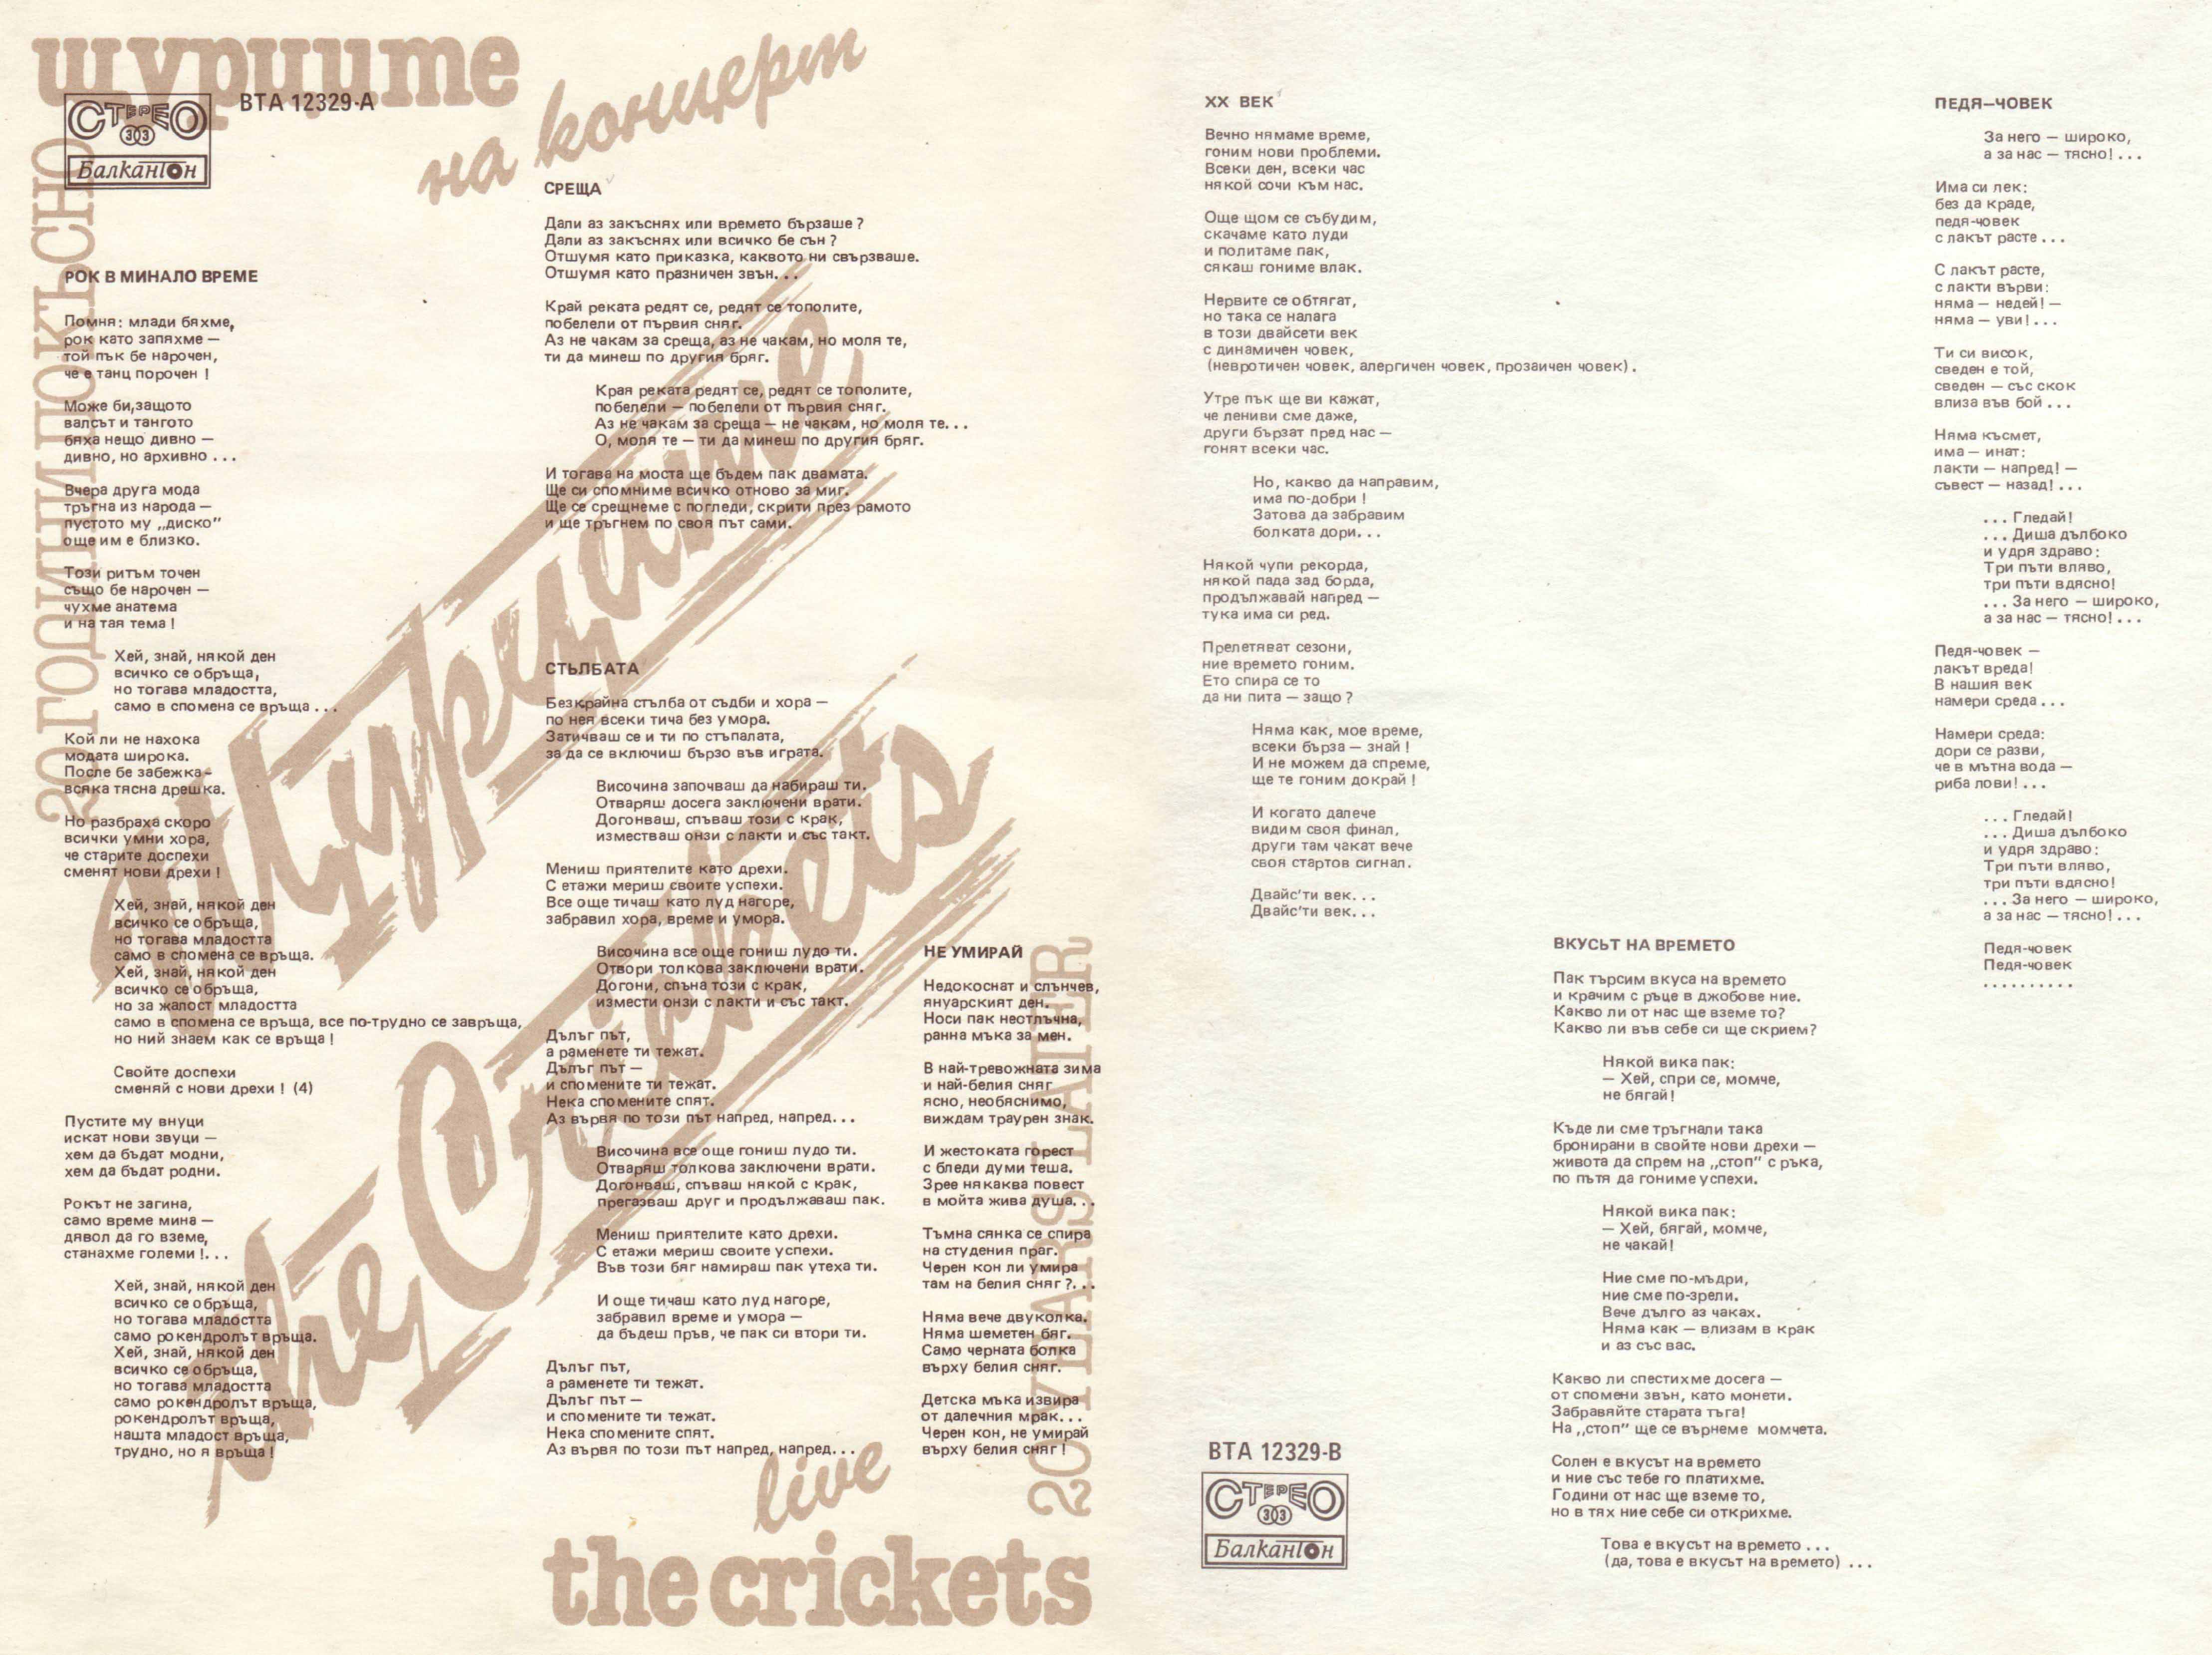 щурците
на концерт
20 ГОДИНИ ПО КЪСНО
СТЕРЕО
33
Балкантон
ВТА 12329-А
Щурците
The Crickets
РОК В МИНАЛО ВРЕМЕ
Помня: млади бяхме,
рок като запяхме —
той пък бе нарочен,
че е танц порочен !
Може би,защото
валсът и тангото
бяха нещо дивно —
дивно, но архивно . . .
Вчера друга мода
тръгна из народа —
пустото му „диско”
още им е близко.
Този ритъм точен
също бе нарочен —
чухме анатема
и на тая тема !
Хей, знай, някой ден
всичко се обръща,
но тогава младостта,
само в спомена се връща . . .
Кой ли не нахока
модата широка.
После бе забежка –
всяка тясна дрешка.
Но разбраха скоро
всички умни хора,
че старите доспехи
сменят нови дрехи !
Хей, знай, някой ден
всичко се обръща,
но тогава младостта
само в спомена се връща.
Хей, знай, някой ден
всичко се обръща,
но за жалост младостта
само в спомена се връща, все по-трудно се завръща,
но ний знаем как се връща !
Свойте доспехи
сменяй с нови дрехи ! (4)
Пустите му внуци
искат нови звуци —
хем да бъдат модни,
хем да бъдат родни.
Рокът не загина,
само време мина —
дявол да го вземе,
станахме големи !. . .
Хей, знай, някой ден
всичко се обръща,
но тогава младостта
само рокендролът връща.
Хей, знай, някой ден
всичко се обръща,
но тогава младостта
само рокендролът връща,
рокендролът връща,
нашта младост връща,
трудно, но я връща !
СРЕЩА
Дали аз закъснях или времето бързаше ?
Дали аз закъснях или всичко бе сън ?
Отшумя като приказка, каквото ни свързваше.
Отшумя като празничен звън. . .
Край реката редят се, редят се тополите,
побелели от първия сняг.
Аз не чакам за среща, аз не чакам, но моля те,
ти да минеш по другия бряг.
Края реката редят се, редят се тополите,
побелели — побелели от първия сняг.
Аз не чакам за среща — не чакам, но моля те. . .
О, моля те — ти да минеш по другия бряг.
И тогава на моста ще бъдем пак двамата.
Ще си спомниме всичко отново за миг.
Ще се срещнеме с погледи, скрити през рамото
и ще тръгнем по своя път сами.
СТЪЛБАТА
Безкрайна стълба от съдби и хора —
по нея всеки тича без умора.
Затичваш се и ти по стъпалата,
за да се включиш бързо във играта.
Височина започваш да набираш ти.
Отваряш досега заключени врати.
Догонваш, спъваш този с крак,
изместваш онзи с лакти и със такт.
Мениш приятелите като дрехи.
С етажи мериш своите успехи.
Все още тичаш като луд нагоре,
забравил хора, време и умора.
Височина все още гониш лудо ти.
Отвори толкова заключени врати.
Догони, спъна този с крак,
измести онзи с лакти и със такт.
Дълъг път,
а раменете ти тежат.
Дълъг път —
и спомените ти тежат.
Нека спомените спят.
Аз вървя по този път напред, напред. . .
Височина все още гониш лудо ти.
Отваряш толкова заключени врати.
Догонваш, спъваш някой с крак,
прегазваш друг и продължаваш пак.
Мениш приятелите като дрехи.
С етажи мериш своите успехи.
Във този бяг намираш пак утеха ти.
И още тичаш като луд нагоре,
забравил време и умора —
да бъдеш пръв, че пак си втори ти.
Дълъг път,
а раменете ти тежат.
Дълъг път —
и спомените ти тежат.
Нека спомените спят.
Аз вървя по този път напред, напред. . .
НЕ УМИРАЙ
Недокоснат и слънчев,
януарският ден.
Носи пак неотлъчна,
ранна мъка за мен.
В най-тревожната зима
и най-белия сняг
ясно, необяснимо,
виждам траурен знак.
И жестоката горест
с бледи думи теша.
Зрее някаква повест
в мойта жива душа. . .
Тъмна сянка се спира
на студения праг.
Черен кон ли умира
там на белия сняг ?. . .
Няма вече двуколка.
Няма шеметен бяг.
Само черната болка
върху белия сняг.
Детска мъка извира
от далечния мрак. . .
Черен кон, не умирай
върху белия сняг !
20 YEARS LATER
live
the crickets
ХХ ВЕК
Вечно нямаме време,
гоним нови проблеми.
Всеки ден, всеки час
някой сочи към нас.
Още щом се събудим,
скачаме като луди
и политаме пак,
сякаш гониме влак.
Нервите се обтягат,
но така се налага
в този двайсети век
с динамичен човек,
(невротичен човек, алергичен човек, прозаичен човек) .
Утре пък ще ви кажат,
че лениви сме даже,
други бързат пред нас —
гонят всеки час.
Но, какво да направим,
има по-добри !
Затова да забравим
болката дори. . .
Някой чупи рекорда,
някой пада зад борда,
продължавай напред —
тука има си ред.
Прелетяват сезони,
ние времето гоним.
Ето спира се то
да ни пита — защо ?
Няма как, мое време,
всеки бърза — знай !
И не можем да спреме,
ще те гоним докрай !
И когато далече
видим своя финал,
други там чакат вече
своя стартов сигнал.
Двайс'ти век. . .
Двайс'ти век. . .
ВТА 12329-В
СТЕРЕО
33
Балкантон
ВКУСЪТ НА ВРЕМЕТО
Пак търсим вкуса на времето
и крачим с ръце в джобове ние.
Какво ли от нас ще вземе то?
Какво ли във себе си ще скрием?
Някой вика пак:
— Хей, спри се, момче,
не бягай !
Къде ли сме тръгнали така
бронирани в свойте нови дрехи —
живота да спрем на „стоп” с ръка,
по пътя да гониме успехи.
Някой вика пак:
— Хей, бягай, момче,
не чакай!
Ние сме по-мъдри,
ние сме по-зрели.
Вече дълго аз чаках.
Няма как — влизам в крак
и аз със вас.
Какво ли спестихме досега —
от спомени звън, като монети.
Забравяйте старата тъга!
На „стоп” ще се върнеме момчета.
Солен е вкусът на времето
и ние със тебе го платихме.
Години от нас ще вземе то,
но в тях ние себе си открихме.
Това е вкусът на времето . . .
(да, това е вкусът на времето) . . .
ПЕДЯ—ЧОВЕК
За него — широко,
а за нас — тясно! . . .
Има си лек:
без да краде,
педя-човек
с лакът расте . . .
С лакът расте,
с лакти върви:
няма — недей! —
няма — уви! . . .
Ти си висок,
сведен е той,
сведен — със скок
влиза във бой . . .
Няма късмет,
има — инат:
лакти — напред! —
съвест — назад! . . .
. . . Гледай!
. . . Диша дълбоко
и удря здраво:
Три пъти вляво,
три пъти вдясно!
. . . За него — широко,
а за нас — тясно! . . .
Педя-човек —
лакът вреда!
В нашия век
намери среда . . .
Намери среда:
дори се разви,
че в мътна вода —
риба лови! . . .
. . . Гледай!
. . . Диша дълбоко
и удря здраво:
Три пъти вляво,
три пъти вдясно!
. . . За него — широко,
а за нас — тясно! . . .
Педя-човек
Педя-човек
. . . . . . . . . .